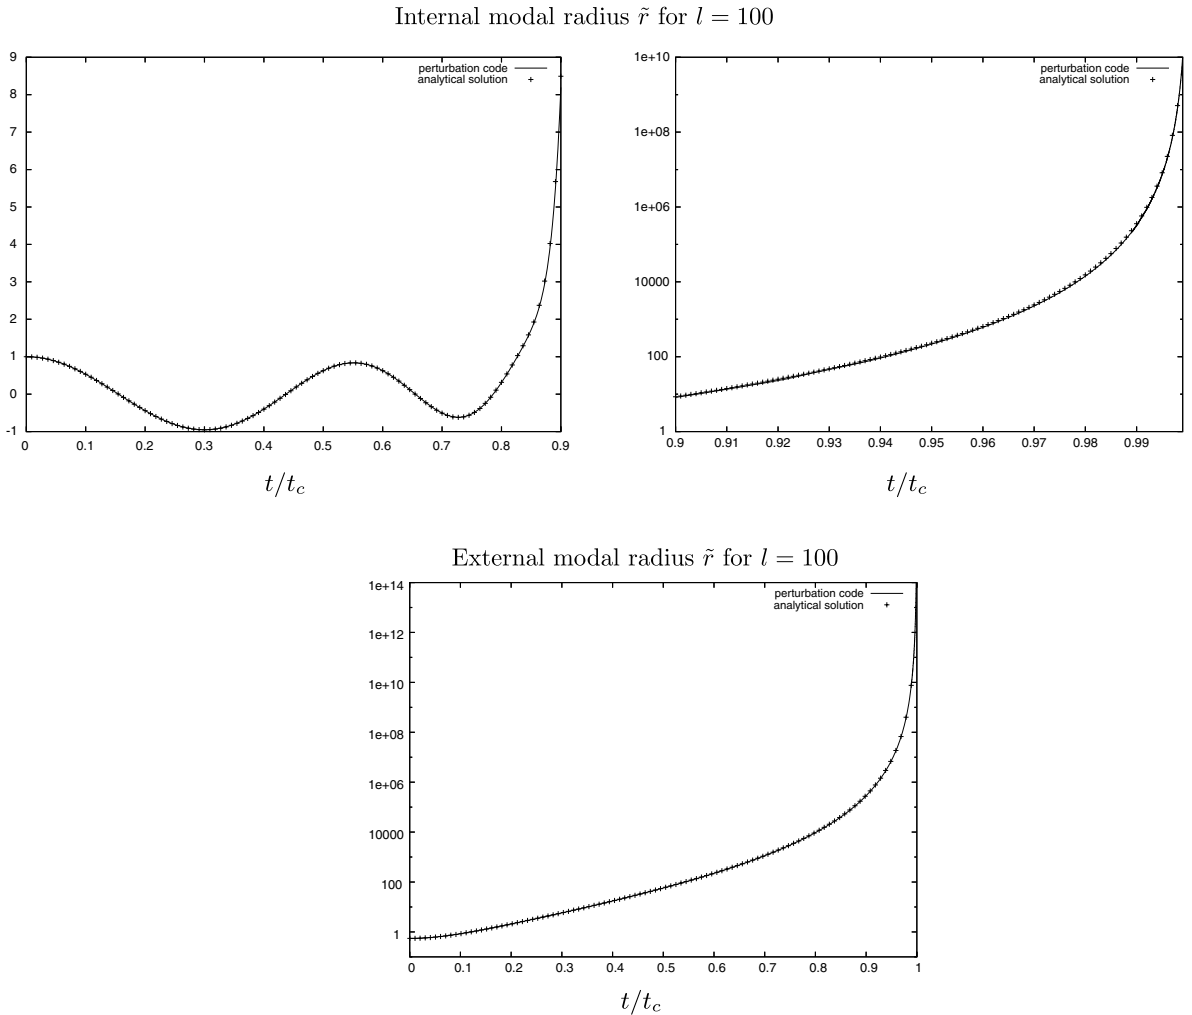 Internal modal radius r̃ for l = 100
9
8
7
6
5
4
3
2
1
0
-1
0 0.1 0.2 0.3 0.4 0.5 0.6 0.7 0.8 0.9
perturbation code
analytical solution
t/t_c
1e+10
1e+08
1e+06
10000
100
1
0.9 0.91 0.92 0.93 0.94 0.95 0.96 0.97 0.98 0.99
perturbation code
analytical solution
t/t_c
External modal radius r̃ for l = 100
1e+14
1e+12
1e+10
1e+08
1e+06
10000
100
1
0 0.1 0.2 0.3 0.4 0.5 0.6 0.7 0.8 0.9 1
perturbation code
analytical solution
t/t_c